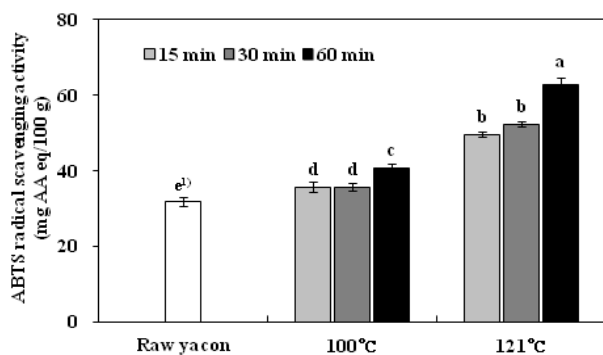 ABTS radical scavenging activity
(mg AA eq/100 g)
80
60
40
20
0
15 min 30 min 60 min
e¹⁾
d
d
c
b
b
a
Raw yacon 100℃ 121℃